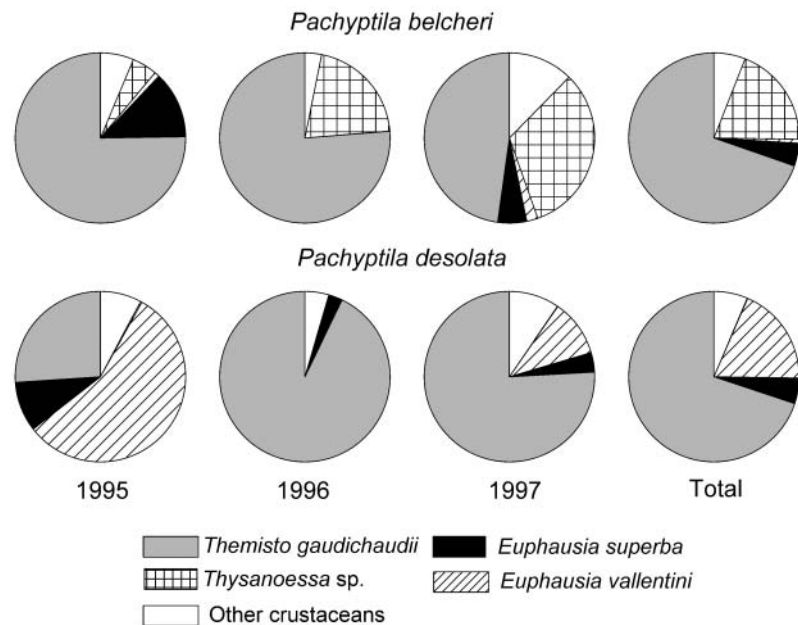 Pachyptila belcheri
Pachyptila desolata
1995
1996
1997
Total
Themisto gaudichaudii
Euphausia superba
Thysanoessa sp.
Euphausia vallentini
Other crustaceans